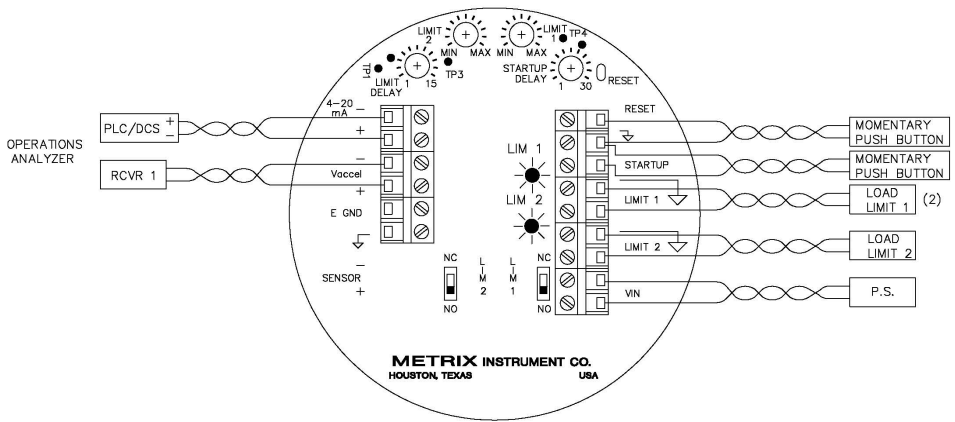 LIMIT
2
LIMIT
1
TP4
MIN MAX MIN MAX
TP1
LIMIT
DELAY
1 15
TP3
STARTUP
DELAY
1 30
RESET
4-20
mA
-
+
PLC/DCS + -
OPERATIONS
ANALYZER
RCVR 1
-
Vaccel
+
E GND
-
SENSOR
+
LIM 1
LIM 2
RESET
STARTUP
LIMIT 1
LIMIT 2
VIN
MOMENTARY
PUSH BUTTON
MOMENTARY
PUSH BUTTON
LOAD
LIMIT 1 (2)
LOAD
LIMIT 2
P.S.
NC
NO
LIM2
LIM1
NC
NO
METRIX INSTRUMENT CO.
HOUSTON, TEXAS USA